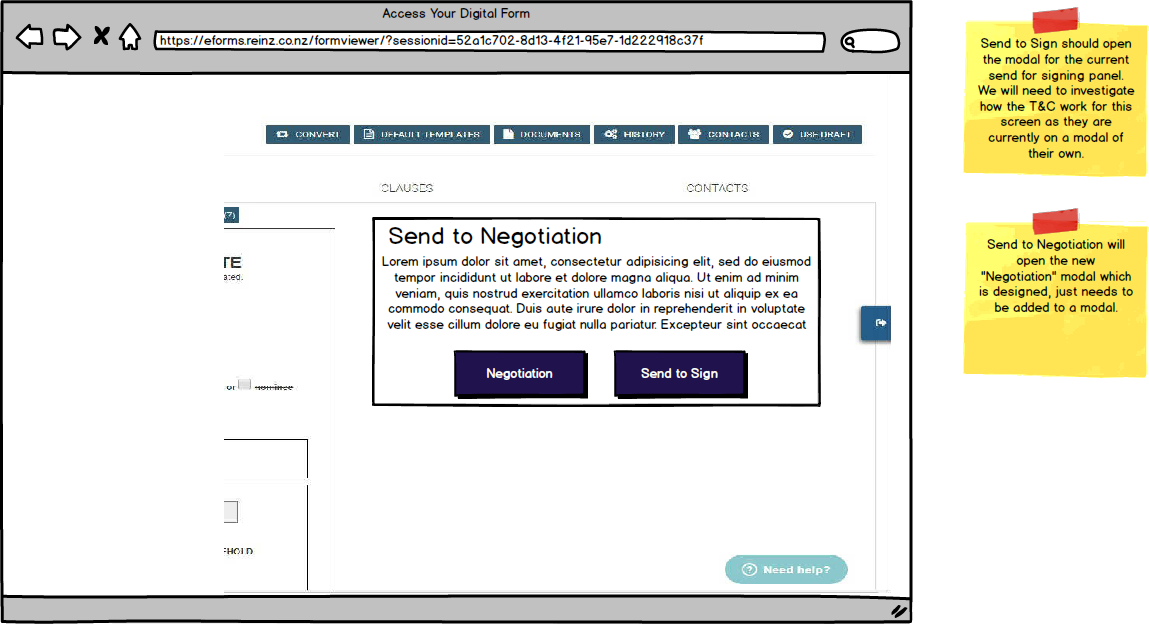 Access Your Digital Form
https://eforms.reinz.co.nz/formviewer/?sessionid=52a1c702-8d13-4f21-95e7-1d222918c37f
CONVERT
DEFAULT TEMPLATES
DOCUMENTS
HISTORY
CONTACTS
USE DRAFT
CLAUSES
CONTACTS
(7)
TE
ated.
or nominee
EHOLD
Send to Negotiation
Lorem ipsum dolor sit amet, consectetur adipisicing elit, sed do eiusmod
tempor incididunt ut labore et dolore magna aliqua. Ut enim ad minim
veniam, quis nostrud exercitation ullamco laboris nisi ut aliquip ex ea
commodo consequat. Duis aute irure dolor in reprehenderit in voluptate
velit esse cillum dolore eu fugiat nulla pariatur. Excepteur sint occaecat
Negotiation
Send to Sign
Need help?
Send to Sign should open
the modal for the current
send for signing panel.
We will need to investigate
how the T&C work for this
screen as they are
currently on a modal of
their own.
Send to Negotiation will
open the new
"Negotiation" modal which
is designed, just needs to
be added to a modal.